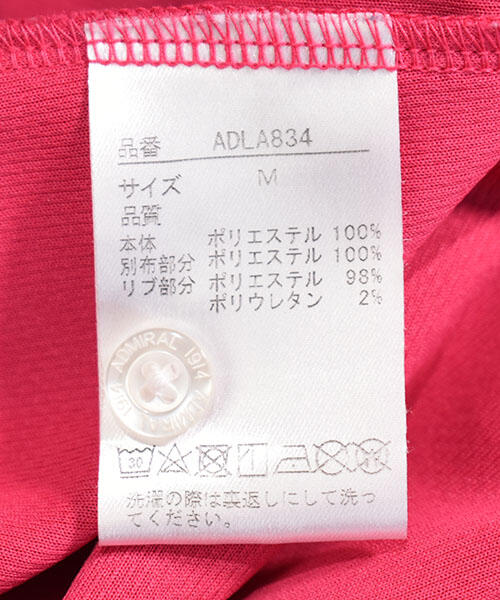 品番 ADLA834
サイズ M
品質
本体 ポリエステル 100%
別布部分 ポリエステル 100%
リブ部分 ポリエステル 98%
ポリウレタン 2%
ADMIRAL 1914
ADMIRAL 1914
30
洗濯の際は裏返しにして洗っ
てください。